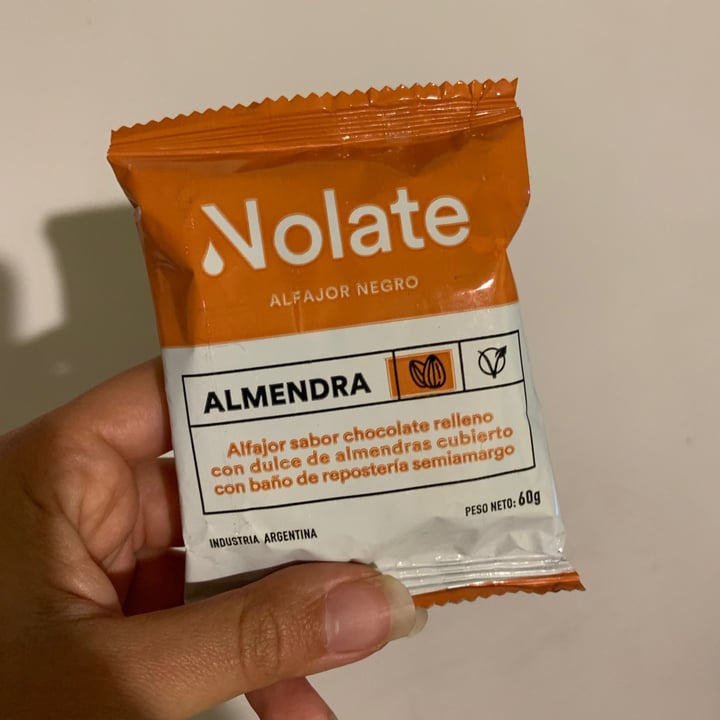 Nolate
ALFAJOR NEGRO
ALMENDRA
Alfajor sabor chocolate relleno
con dulce de almendras cubierto
con baño de repostería semiamargo
INDUSTRIA ARGENTINA
PESO NETO: 60g